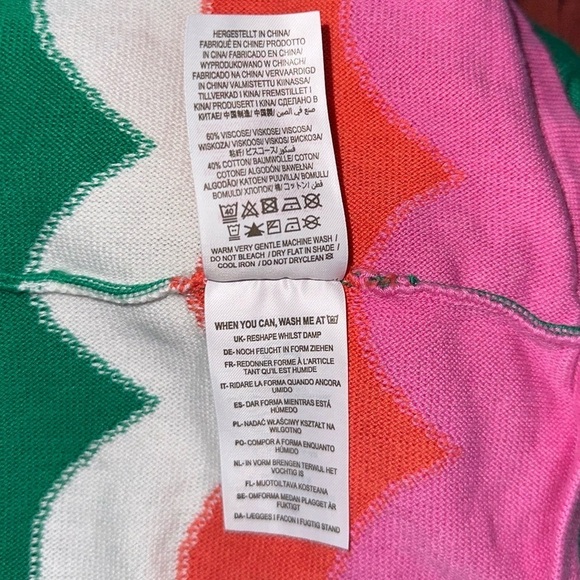 HERGESTELLT IN CHINA/
FABRIQUÉ EN CHINE/ PRODOTTO
IN CINA/ FABRICADO EN CHINA/
WYPRODUKOWANO W CHINACH/
FABRICADO NA CHINA/ VERVAARDIGD
IN CHINA/ VALMISTETTU KIINASSA/
TILLVERKAD I KINA/ FREMSTILLET I
KINA/ PRODUSERT I KINA/ СДЕЛАНО В
КИТАЕ/ 中国制造/ 中国製/ صنع في الصين
60% VISCOSE/ VISKOSE/ VISCOSA/
WISKOZA/ VISKOOSI/ VISKOS/ ВИСКОЗА/
粘纤/ ビスコース/ فسكوز
40% COTTON/ BAUMWOLLE/ COTON/
COTONE/ ALGODÓN/ BAWEŁNA/
ALGODÃO/ KATOEN/ PUUVILLA/ BOMULL/
BOMULD/ ХЛОПОК/ 棉/ コットン/ قطن
40
WARM VERY GENTLE MACHINE WASH /
DO NOT BLEACH / DRY FLAT IN SHADE /
COOL IRON / DO NOT DRYCLEAN
WHEN YOU CAN, WASH ME AT 30
UK- RESHAPE WHILST DAMP
DE- NOCH FEUCHT IN FORM ZIEHEN
FR- REDONNER FORME À L'ARTICLE
TANT QU'IL EST HUMIDE
IT- RIDARE LA FORMA QUANDO ANCORA
UMIDO
ES- DAR FORMA MIENTRAS ESTÁ
HÚMEDO
PL- NADAĆ WŁAŚCIWY KSZTAŁT NA
WILGOTNO
PO- COMPOR A FORMA ENQUANTO
HÚMIDO
NL- IN VORM BRENGEN TERWIJL HET
VOCHTIG IS
FL- MUOTOILTAVA KOSTEANA
SE- OMFORMA MEDAN PLAGGET ÄR
FUKTIGT
DA- LÆGGES I FACON I FUGTIG STAND